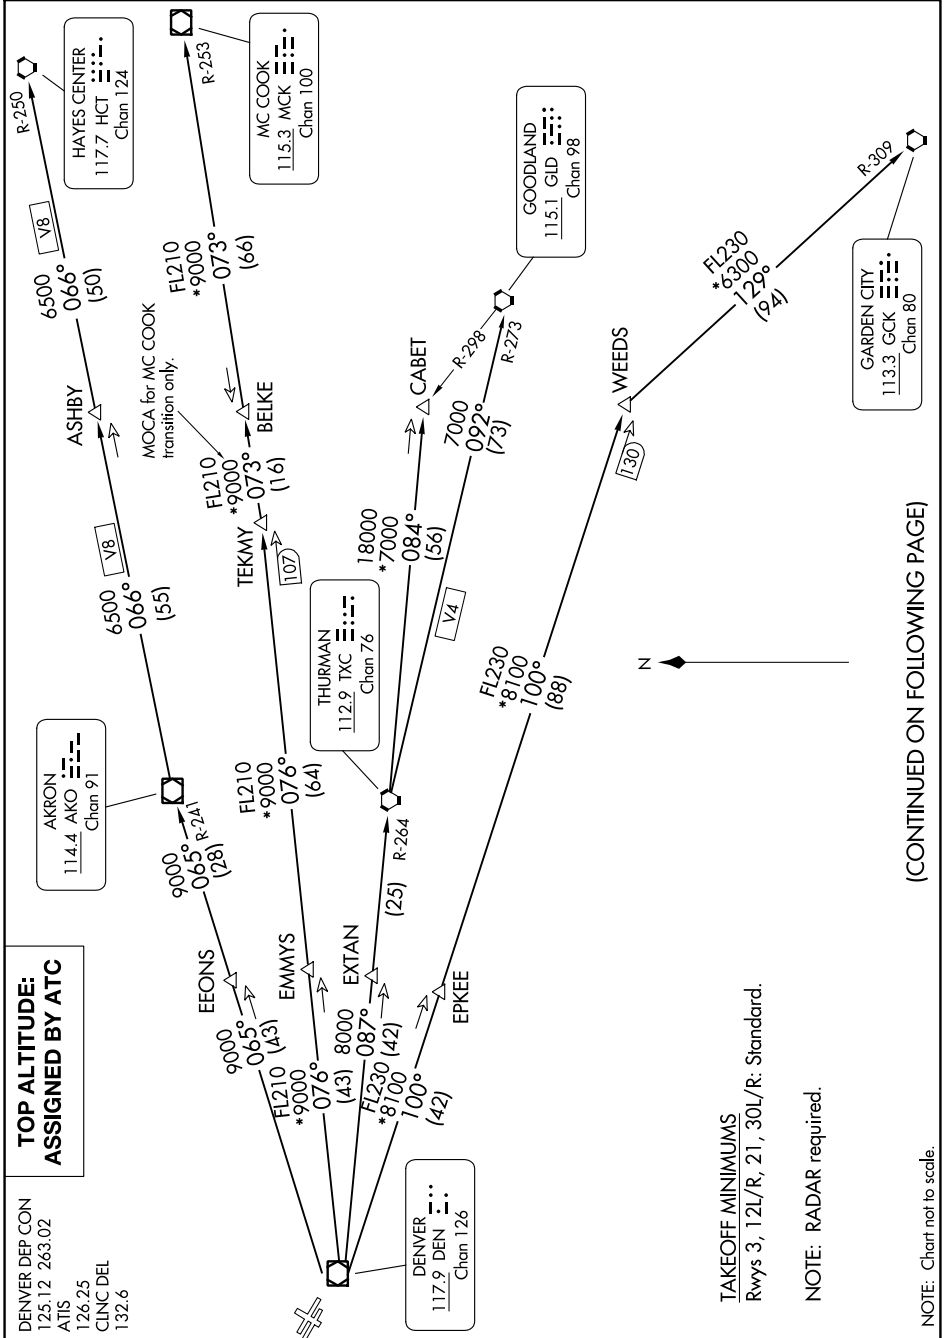 DENVER DEP CON
125.12 263.02
ATIS
126.25
CLNC DEL
132.6
TOP ALTITUDE:
ASSIGNED BY ATC
DENVER
117.9 DEN
Chan 126
9000
065°
(43)
EEONS
9000
065°
(28)
R-241
AKRON
114.4 AKO
Chan 91
6500
066°
(55)
V8
ASHBY
6500
066°
(50)
V8
R-250
HAYES CENTER
117.7 HCT
Chan 124
FL210
*9000
076°
(43)
EMMYS
FL210
*9000
076°
(64)
TEKMY
107
FL210
*9000
073°
(16)
MOCA for MC COOK
transition only.
BELKE
FL210
*9000
073°
(66)
R-253
MC COOK
115.3 MCK
Chan 100
8000
087°
(42)
EXTAN
(25)
R-264
THURMAN
112.9 TXC
Chan 76
18000
*7000
084°
(56)
CABET
R-298
V4
7000
092°
(73)
R-273
GOODLAND
115.1 GLD
Chan 98
FL230
*8100
100°
(42)
EPKEE
FL230
*8100
100°
(88)
130
WEEDS
FL230
*6300
129°
(94)
R-309
GARDEN CITY
113.3 GCK
Chan 80
N
TAKEOFF MINIMUMS
Rwys 3, 12L/R, 21, 30L/R: Standard.
NOTE: RADAR required.
(CONTINUED ON FOLLOWING PAGE)
NOTE: Chart not to scale.